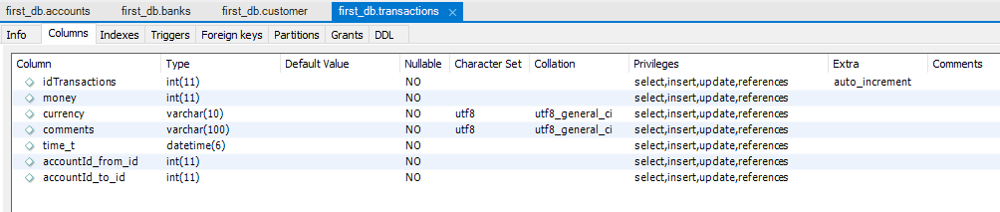 first_db.accounts first_db.banks first_db.customer first_db.transactions ×
Info Columns Indexes Triggers Foreign keys Partitions Grants DDL
Column Type Default Value Nullable Character Set Collation Privileges Extra Comments
idTransactions int(11) NO select,insert,update,references auto_increment
money int(11) NO select,insert,update,references
currency varchar(10) NO utf8 utf8_general_ci select,insert,update,references
comments varchar(100) NO utf8 utf8_general_ci select,insert,update,references
time_t datetime(6) NO select,insert,update,references
accountId_from_id int(11) NO select,insert,update,references
accountId_to_id int(11) NO select,insert,update,references